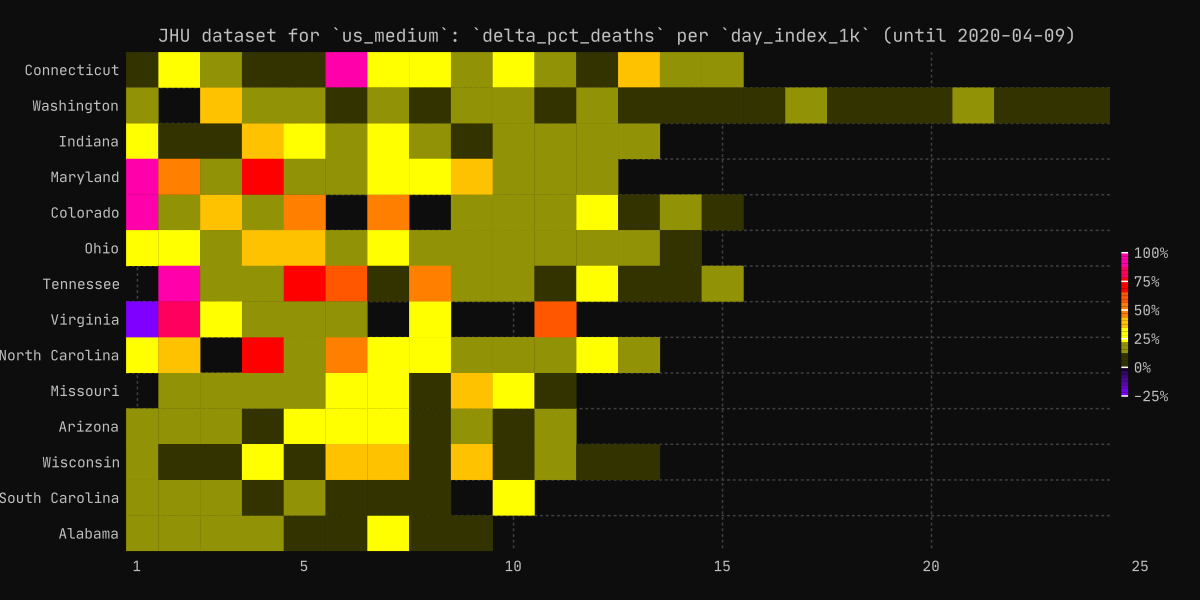 JHU dataset for `us_medium`: `delta_pct_deaths` per `day_index_1k` (until 2020-04-09)
Connecticut
Washington
Indiana
Maryland
Colorado
Ohio
Tennessee
Virginia
North Carolina
Missouri
Arizona
Wisconsin
South Carolina
Alabama
1 5 10 15 20 25
100%
75%
50%
25%
0%
-25%